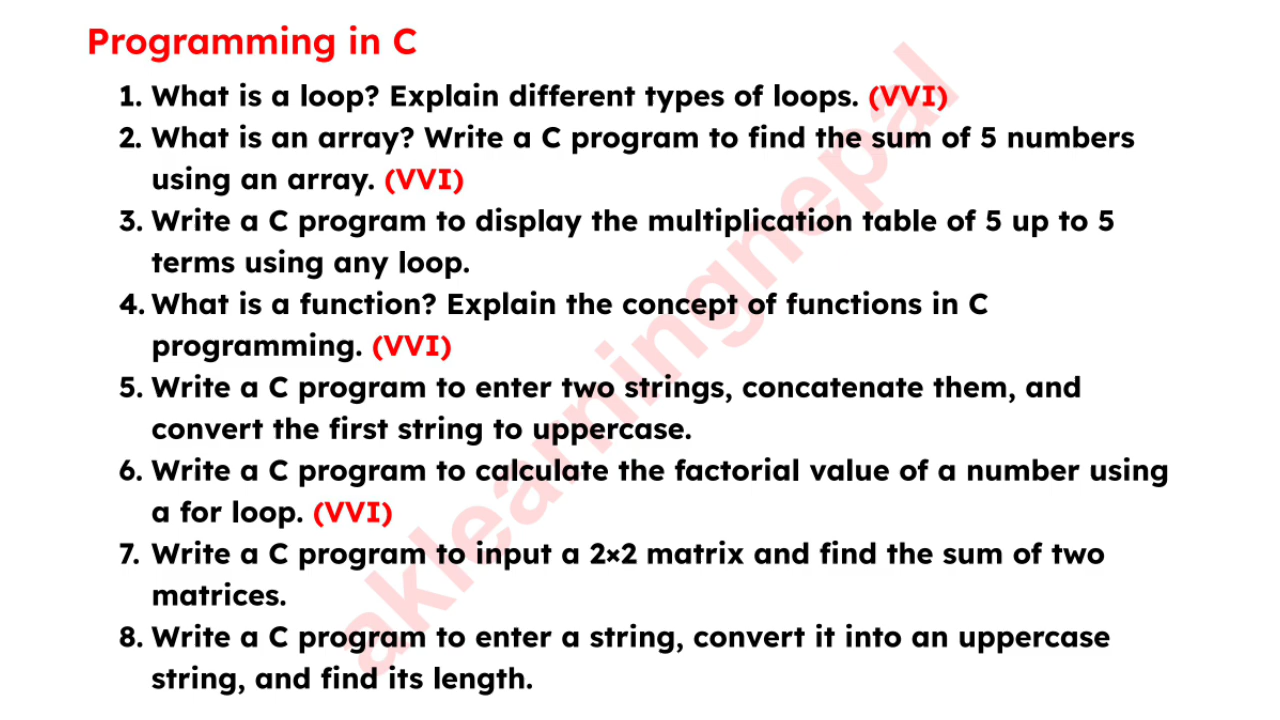 Programming in C
1. What is a loop? Explain different types of loops. (VVI)
2. What is an array? Write a C program to find the sum of 5 numbers
using an array. (VVI)
3. Write a C program to display the multiplication table of 5 up to 5
terms using any loop.
4. What is a function? Explain the concept of functions in C
programming. (VVI)
5. Write a C program to enter two strings, concatenate them, and
convert the first string to uppercase.
6. Write a C program to calculate the factorial value of a number using
a for loop. (VVI)
7. Write a C program to input a 2×2 matrix and find the sum of two
matrices.
8. Write a C program to enter a string, convert it into an uppercase
string, and find its length.
aklearningnepal